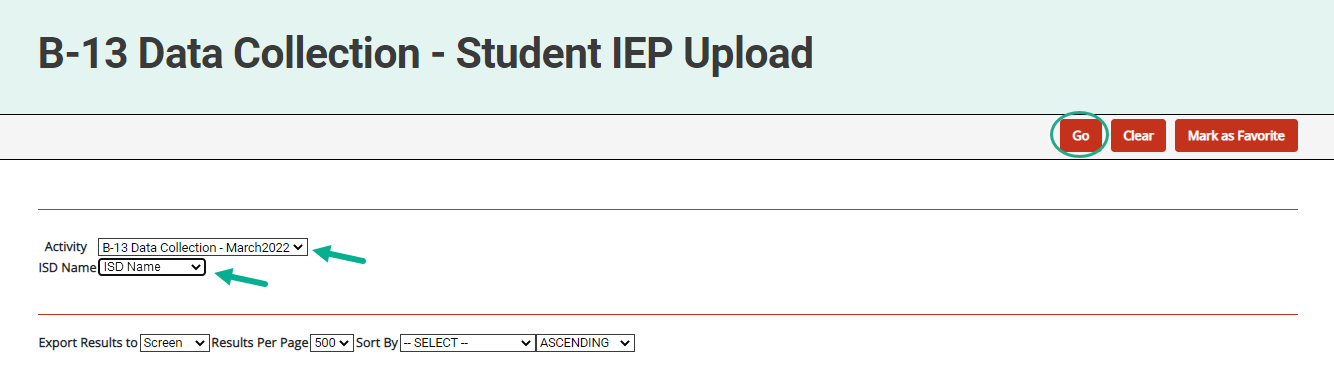 B-13 Data Collection - Student IEP Upload
Go Clear Mark as Favorite
Activity B-13 Data Collection - March2022
ISD Name ISD Name
Export Results to Screen Results Per Page 500 Sort By -- SELECT -- ASCENDING